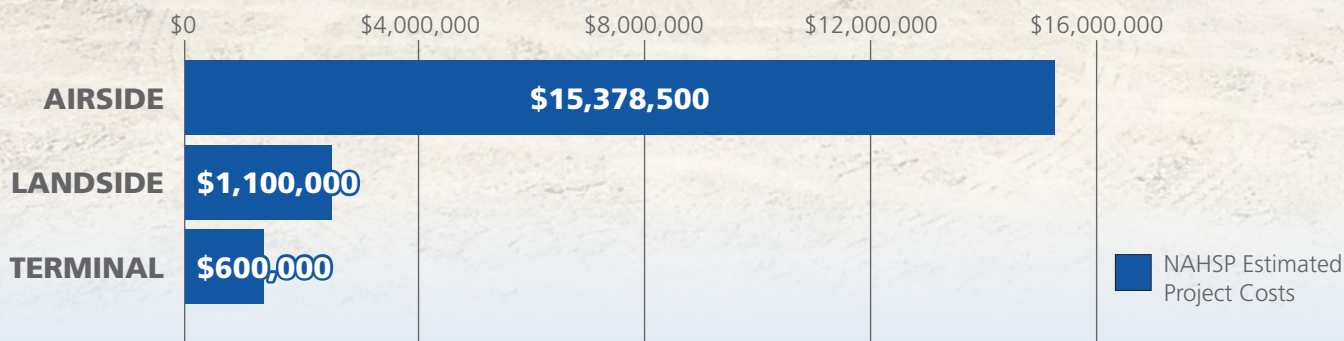 $0 $4,000,000 $8,000,000 $12,000,000 $16,000,000
AIRSIDE $15,378,500
LANDSIDE $1,100,000
TERMINAL $600,000
NAHSP Estimated
Project Costs